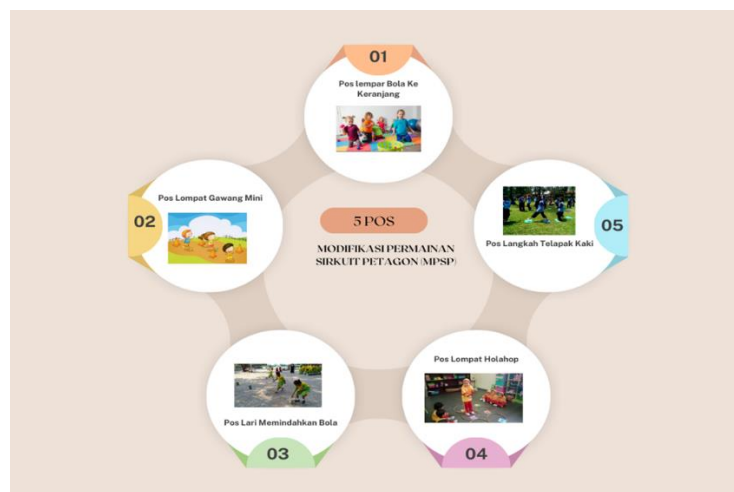 01
Pos lempar Bola Ke
Keranjang
02
Pos Lompat Gawang Mini
5 POS
MODIFIKASI PERMAINAN
SIRKUIT PETAGON (MPSP)
05
Pos Langkah Telapak Kaki
Pos Lari Memindahkan Bola
03
Pos Lompat Holahop
04